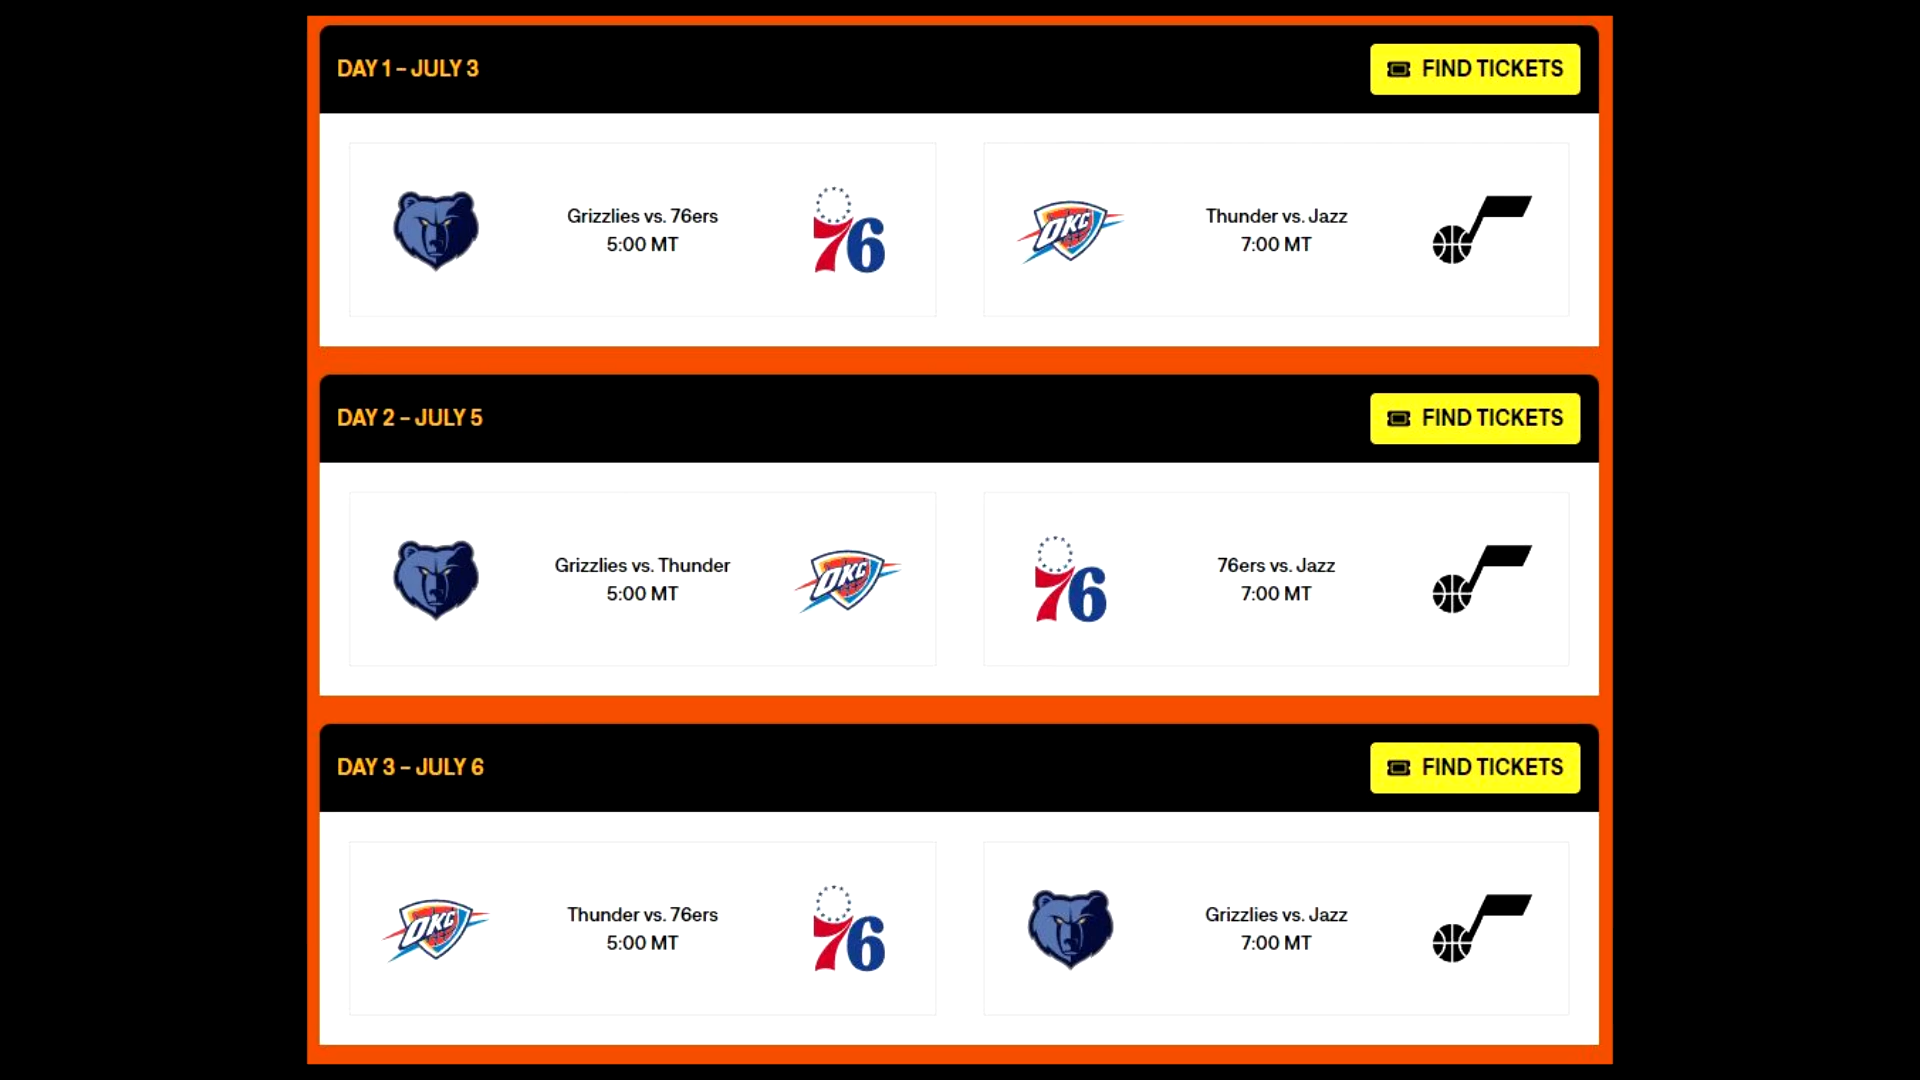 DAY 1 – JULY 3
FIND TICKETS
Grizzlies vs. 76ers
5:00 MT
76
OKC
Thunder vs. Jazz
7:00 MT
DAY 2 – JULY 5
FIND TICKETS
Grizzlies vs. Thunder
5:00 MT
OKC
76
76ers vs. Jazz
7:00 MT
DAY 3 – JULY 6
FIND TICKETS
OKC
Thunder vs. 76ers
5:00 MT
76
Grizzlies vs. Jazz
7:00 MT